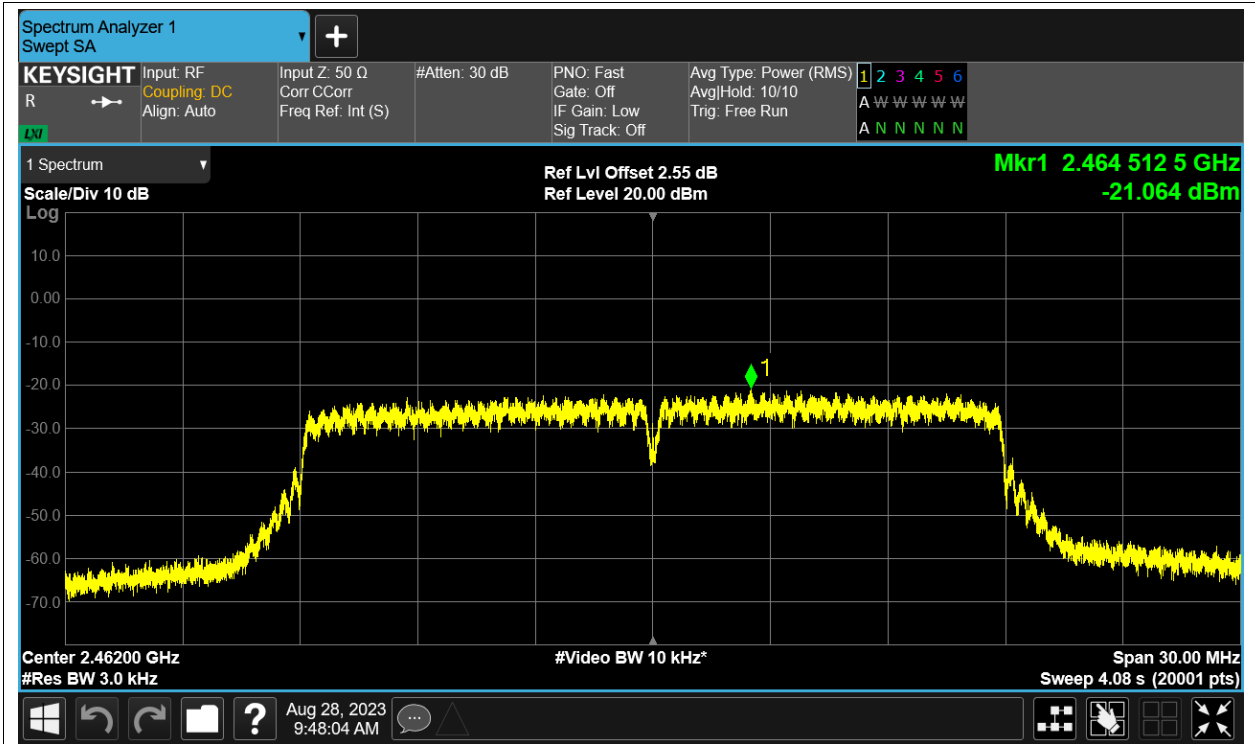 Spectrum Analyzer 1
Swept SA
+
KEYSIGHT
R
LXI
Input: RF
Coupling: DC
Align: Auto
Input Z: 50 Ω
Corr CCorr
Freq Ref: Int (S)
#Atten: 30 dB
PNO: Fast
Gate: Off
IF Gain: Low
Sig Track: Off
Avg Type: Power (RMS)
Avg|Hold: 10/10
Trig: Free Run
1 2 3 4 5 6
A W W W W W
A N N N N N
1 Spectrum
Scale/Div 10 dB
Log
Ref Lvl Offset 2.55 dB
Ref Level 20.00 dBm
Mkr1 2.464 512 5 GHz
-21.064 dBm
10.0
0.00
-10.0
-20.0
-30.0
-40.0
-50.0
-60.0
-70.0
1
Center 2.46200 GHz
#Res BW 3.0 kHz
#Video BW 10 kHz*
Span 30.00 MHz
Sweep 4.08 s (20001 pts)
?
Aug 28, 2023
9:48:04 AM